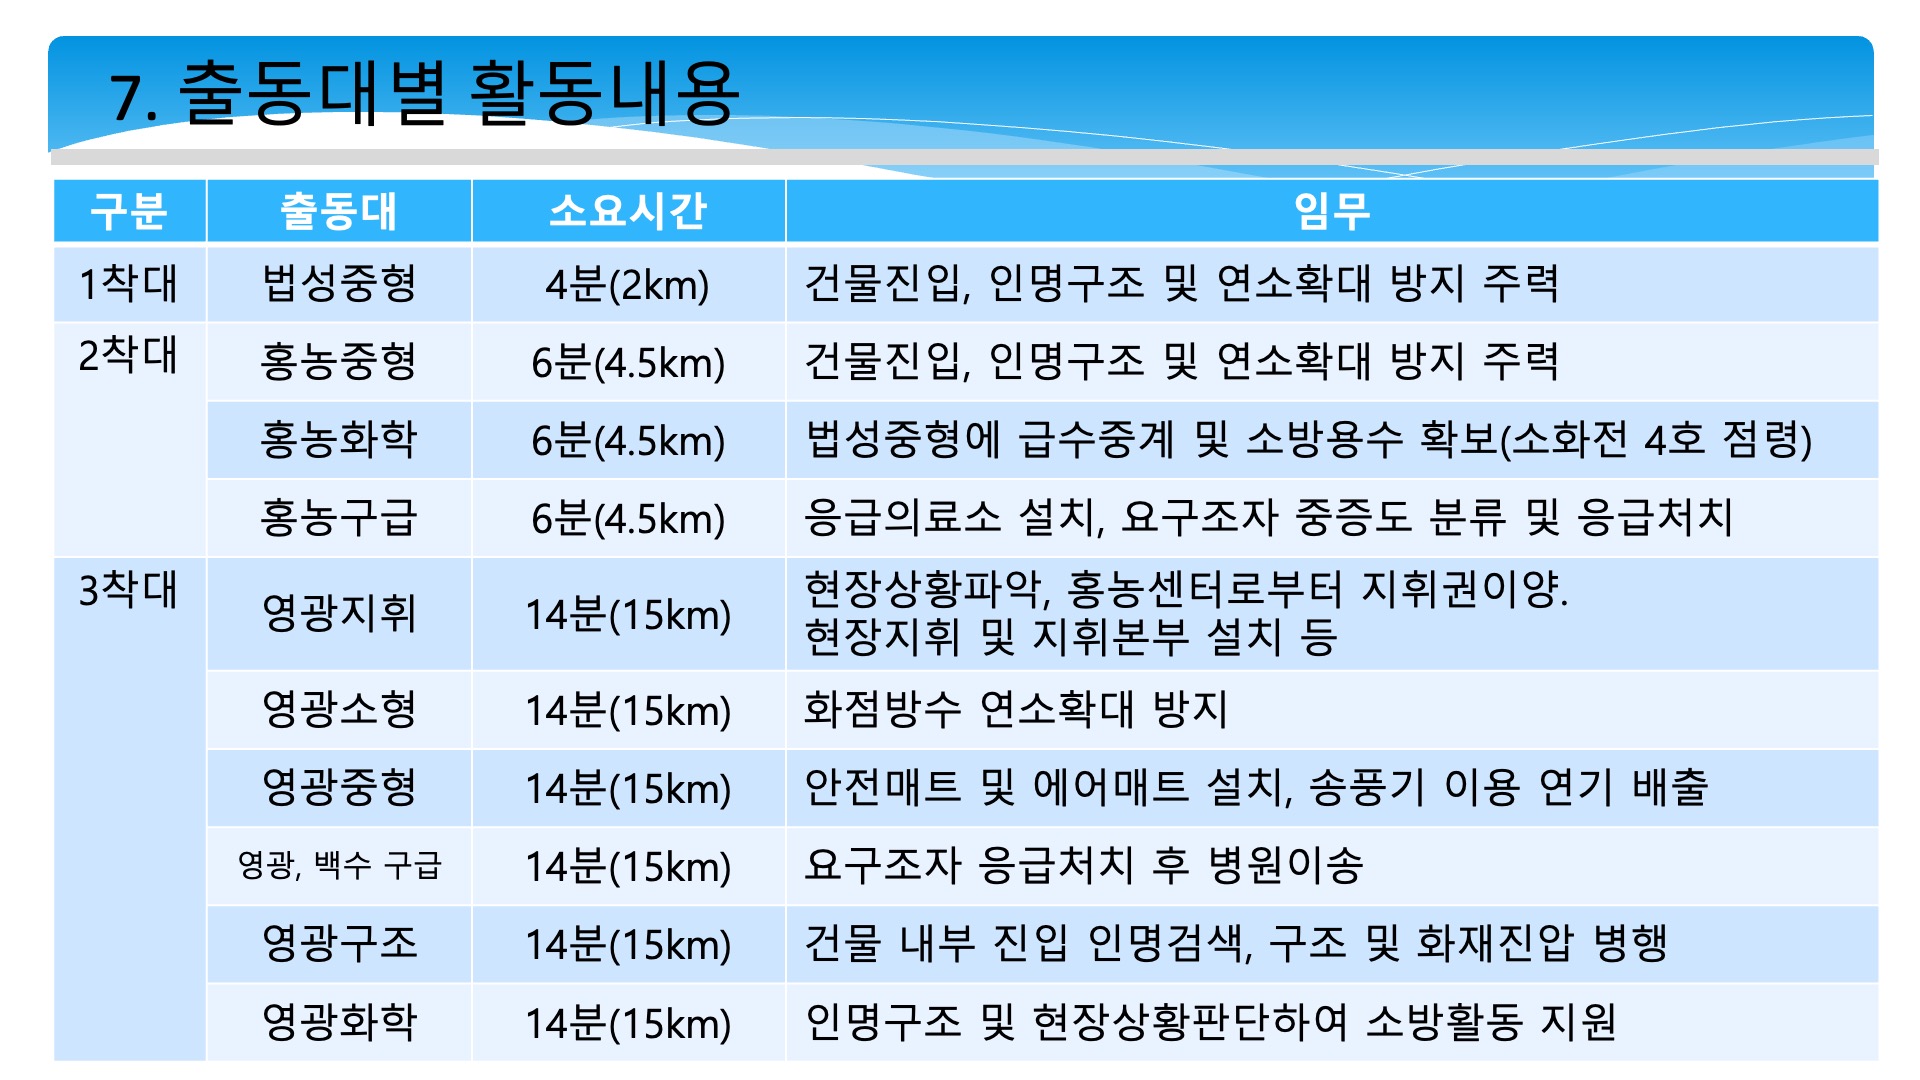 7. 출동대별 활동내용
구분 출동대 소요시간 임무
1착대 법성중형 4분(2km) 건물진입, 인명구조 및 연소확대 방지 주력
2착대 홍농중형 6분(4.5km) 건물진입, 인명구조 및 연소확대 방지 주력
홍농화학 6분(4.5km) 법성중형에 급수중계 및 소방용수 확보(소화전 4호 점령)
홍농구급 6분(4.5km) 응급의료소 설치, 요구조자 중증도 분류 및 응급처치
3착대 영광지휘 14분(15km) 현장상황파악, 홍농센터로부터 지휘권이양.
현장지휘 및 지휘본부 설치 등
영광소형 14분(15km) 화점방수 연소확대 방지
영광중형 14분(15km) 안전매트 및 에어매트 설치, 송풍기 이용 연기 배출
영광, 백수 구급 14분(15km) 요구조자 응급처치 후 병원이송
영광구조 14분(15km) 건물 내부 진입 인명검색, 구조 및 화재진압 병행
영광화학 14분(15km) 인명구조 및 현장상황판단하여 소방활동 지원